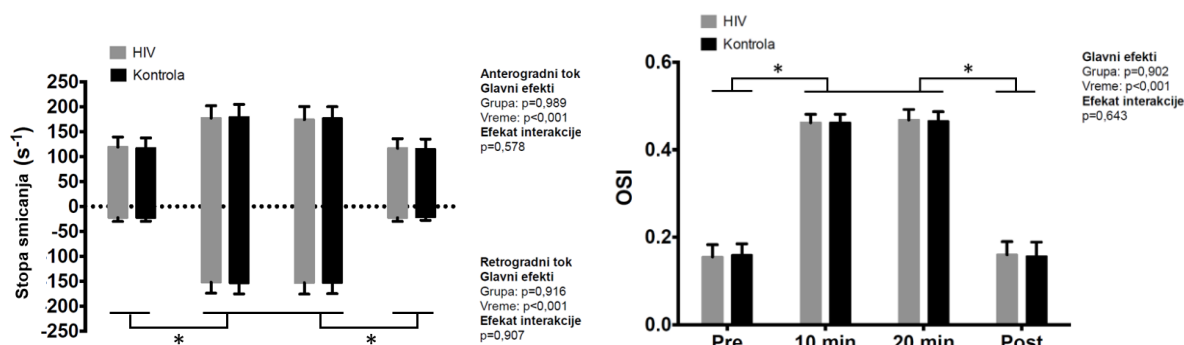 HIV
Kontrola
Stopa smicanja (s⁻¹)
250
200
150
100
50
0
-50
-100
150
200
-250
*
*
Anterogradni tok
Glavni efekti
Grupa: p=0,989
Vreme: p<0,001
Efekat interakcije
p=0,578
Retrogradni tok
Glavni efekti
Grupa: p=0,916
Vreme: p<0,001
Efekat interakcije
p=0,907
HIV
Kontrola
OSI
0.6
0.4
0.2
0.0
*
*
Pre
10 min
20 min
Post
Glavni efekti
Grupa: p=0,902
Vreme: p<0,001
Efekat interakcije
p=0,643